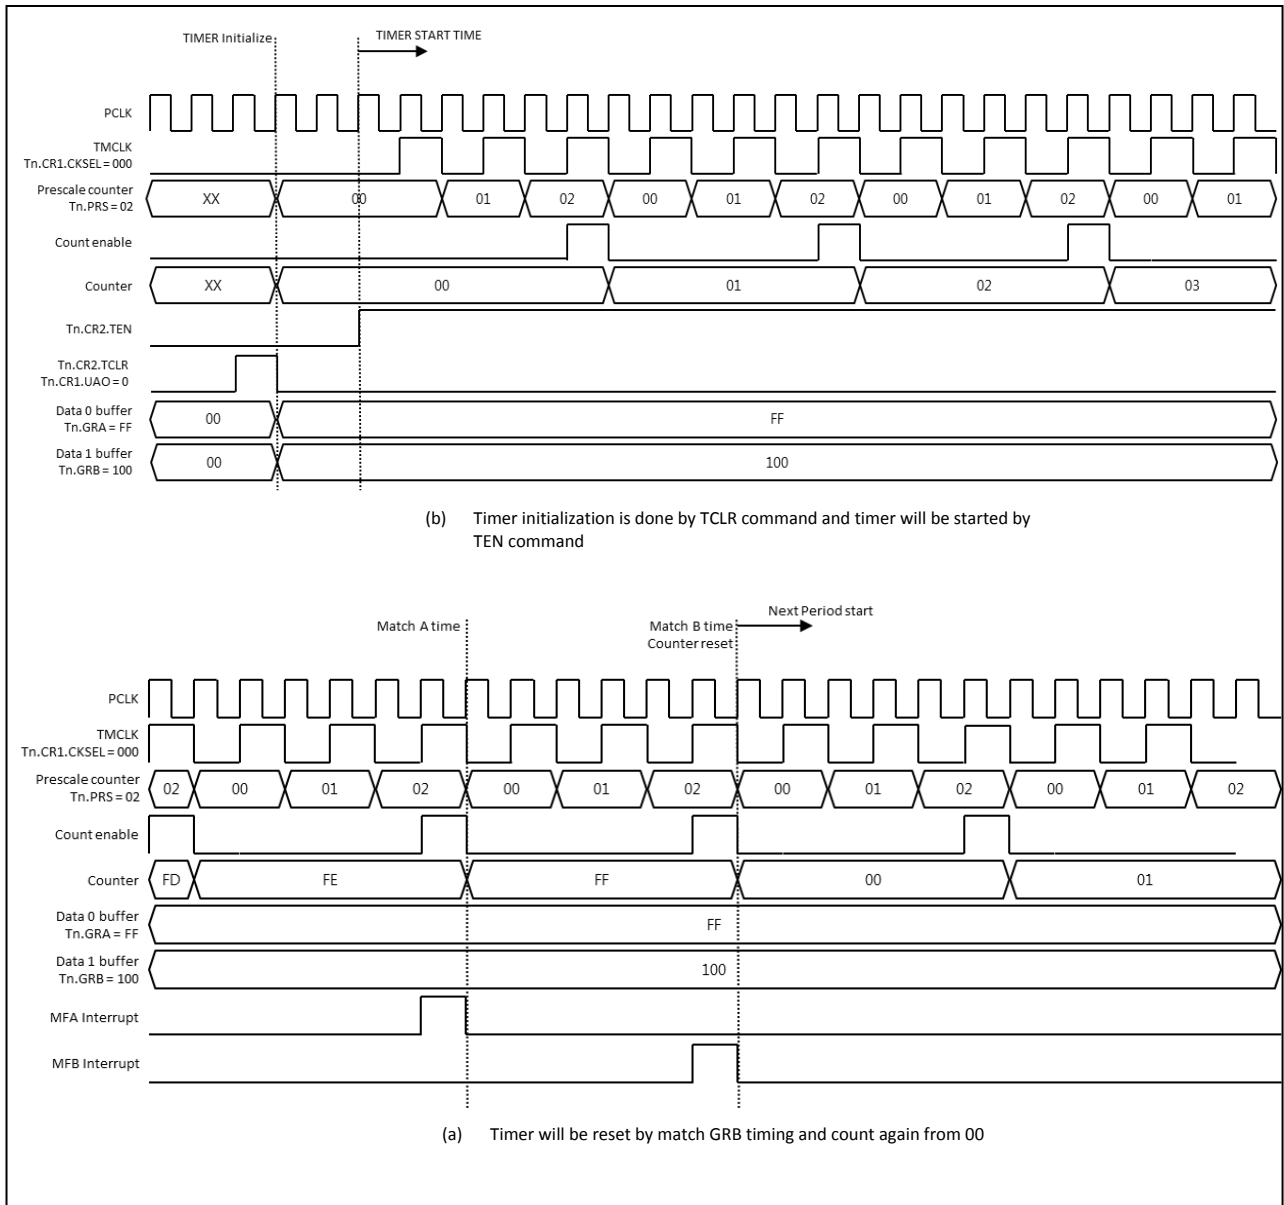 TIMER Initialize
TIMER START TIME
PCLK
TMCLK
Tn.CR1.CKSEL = 000
Prescale counter
Tn.PRS = 02
XX 00 01 02 00 01 02 00 01 02 00 01
Count enable
Counter
XX 00 01 02 03
Tn.CR2.TEN
Tn.CR2.TCLR
Tn.CR1.UAO = 0
Data 0 buffer
Tn.GRA = FF
00 FF
Data 1 buffer
Tn.GRB = 100
00 100
(b) Timer initialization is done by TCLR command and timer will be started by
TEN command
Match A time
Match B time
Counter reset
Next Period start
PCLK
TMCLK
Tn.CR1.CKSEL = 000
Prescale counter
Tn.PRS = 02
02 00 01 02 00 01 02 00 01 02 00 01 02
Count enable
Counter
FD FE FF 00 01
Data 0 buffer
Tn.GRA = FF
FF
Data 1 buffer
Tn.GRB = 100
100
MFA Interrupt
MFB Interrupt
(a) Timer will be reset by match GRB timing and count again from 00